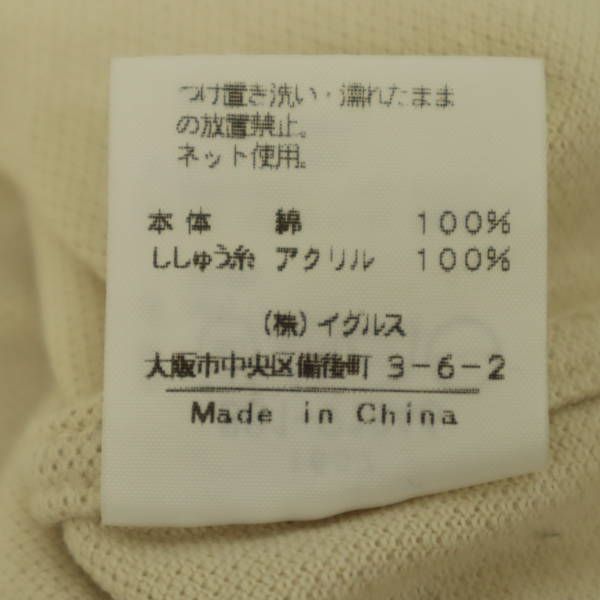 つけ置き洗い・濡れたまま
の放置禁止。
ネット使用。
本体 綿 100%
ししゅう糸 アクリル 100%
(株)イグルス
大阪市中央区備後町 3-6-2
Made in China